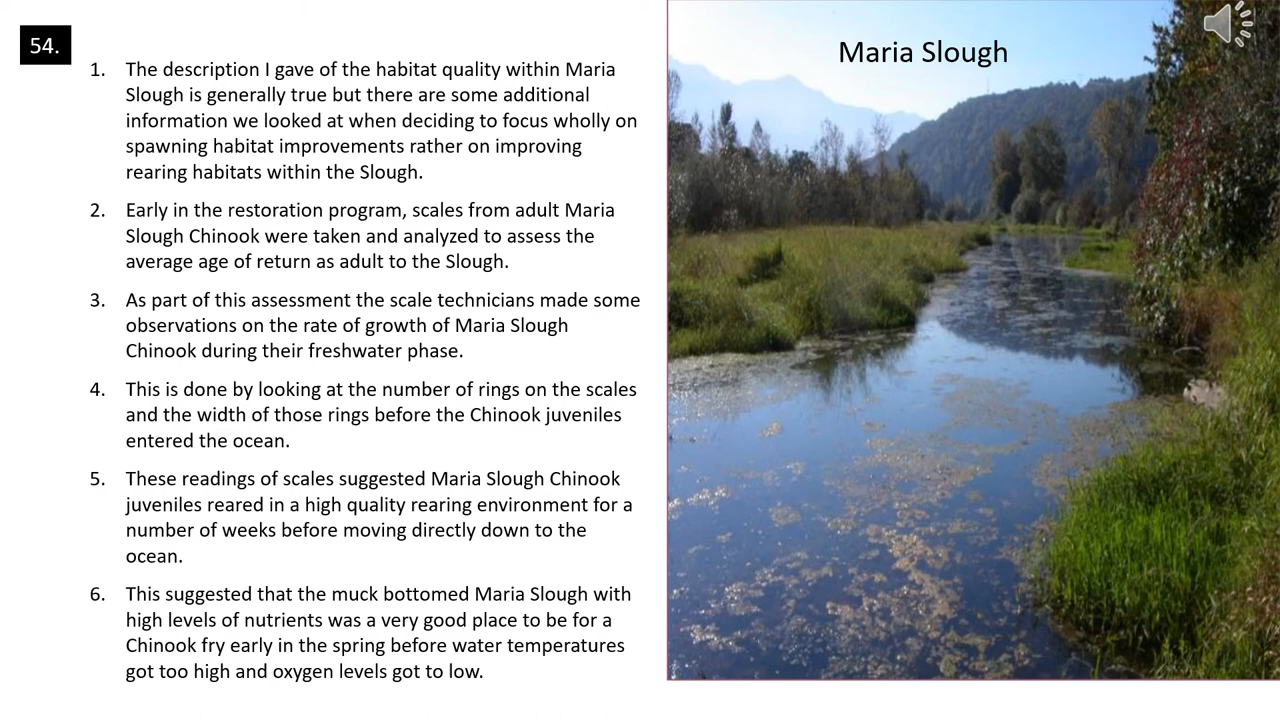 54.
1. The description I gave of the habitat quality within Maria
Slough is generally true but there are some additional
information we looked at when deciding to focus wholly on
spawning habitat improvements rather on improving
rearing habitats within the Slough.
2. Early in the restoration program, scales from adult Maria
Slough Chinook were taken and analyzed to assess the
average age of return as adult to the Slough.
3. As part of this assessment the scale technicians made some
observations on the rate of growth of Maria Slough
Chinook during their freshwater phase.
4. This is done by looking at the number of rings on the scales
and the width of those rings before the Chinook juveniles
entered the ocean.
5. These readings of scales suggested Maria Slough Chinook
juveniles reared in a high quality rearing environment for a
number of weeks before moving directly down to the
ocean.
6. This suggested that the muck bottomed Maria Slough with
high levels of nutrients was a very good place to be for a
Chinook fry early in the spring before water temperatures
got too high and oxygen levels got to low.
Maria Slough